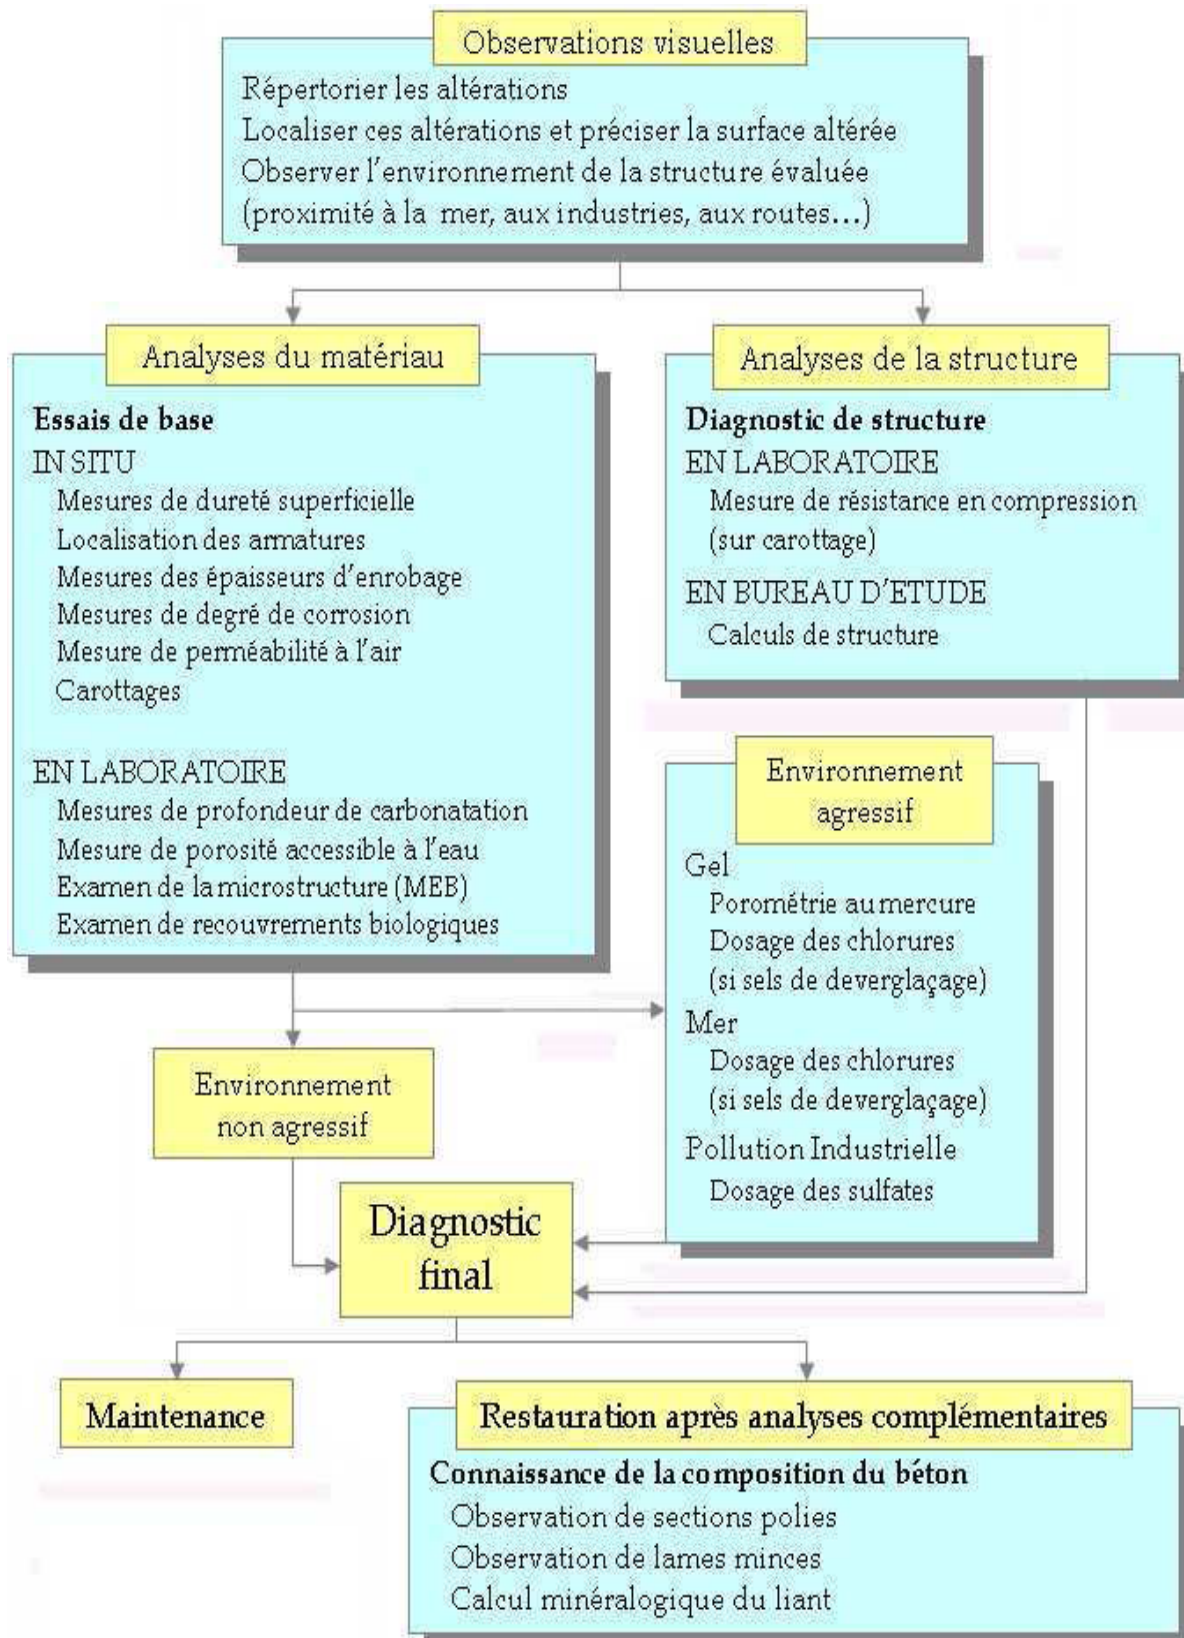 Observations visuelles
Répertorier les altérations
Localiser ces altérations et préciser la surface altérée
Observer l'environnement de la structure évaluée
(proximité à la mer, aux industries, aux routes...)
Analyses du matériau
Essais de base
IN SITU
Mesures de dureté superficielle
Localisation des armatures
Mesures des épaisseurs d'enrobage
Mesures de degré de corrosion
Mesure de perméabilité à l'air
Carottages
EN LABORATOIRE
Mesures de profondeur de carbonatation
Mesure de porosité accessible à l'eau
Examen de la microstructure (MEB)
Examen de recouvrements biologiques
Analyses de la structure
Diagnostic de structure
EN LABORATOIRE
Mesure de résistance en compression
(sur carottage)
EN BUREAU D'ETUDE
Calculs de structure
Environnement
agressif
Gel
Porométrie au mercure
Dosage des chlorures
(si sels de deverglaçage)
Mer
Dosage des chlorures
(si sels de deverglaçage)
Pollution Industrielle
Dosage des sulfates
Environnement
non agressif
Diagnostic
final
Maintenance
Restauration après analyses complémentaires
Connaissance de la composition du béton
Observation de sections polies
Observation de lames minces
Calcul minéralogique du liant